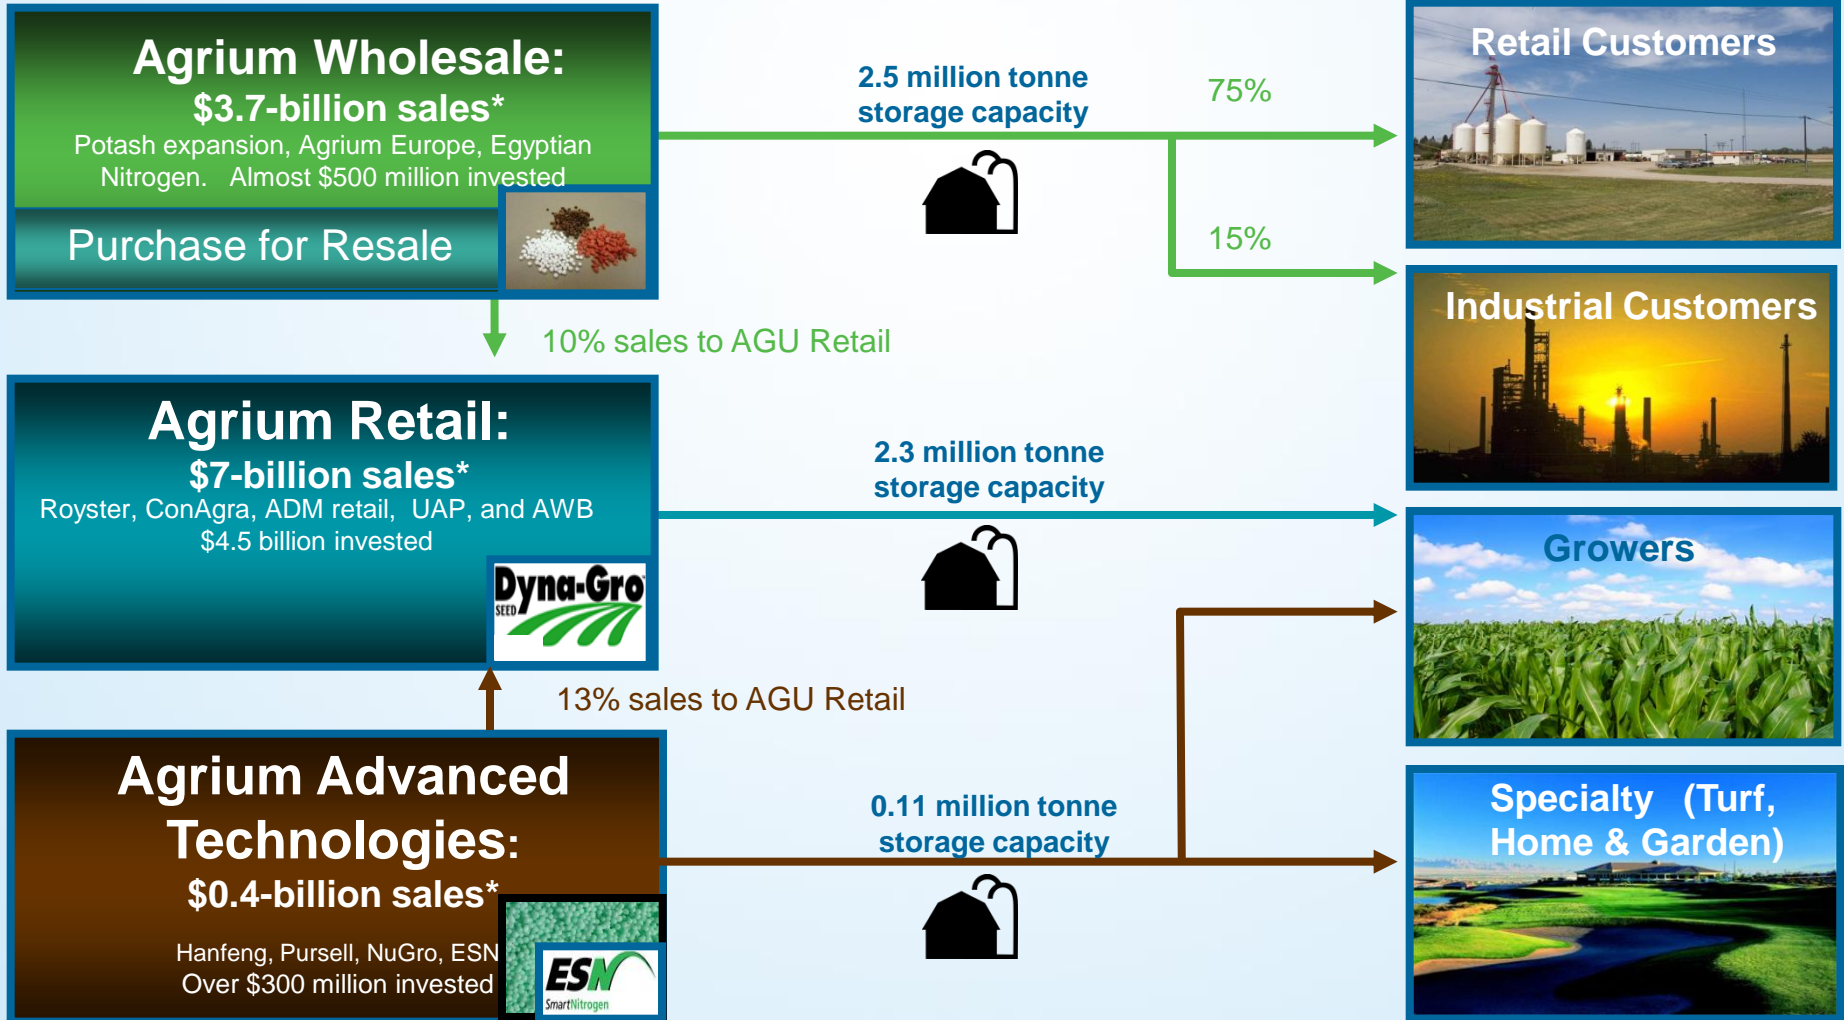 Agrium Wholesale:
$3.7-billion sales*
Potash expansion, Agrium Europe, Egyptian
Nitrogen. Almost $500 million invested
Purchase for Resale
2.5 million tonne
storage capacity
75%
15%
Retail Customers
Industrial Customers
10% sales to AGU Retail
Agrium Retail:
$7-billion sales*
Royster, ConAgra, ADM retail, UAP, and AWB
$4.5 billion invested
Dyna-Gro
SEED
2.3 million tonne
storage capacity
Growers
13% sales to AGU Retail
Agrium Advanced
Technologies:
$0.4-billion sales*
Hanfeng, Pursell, NuGro, ESN
Over $300 million invested
ESN
SmartNitrogen
0.11 million tonne
storage capacity
Specialty (Turf,
Home & Garden)